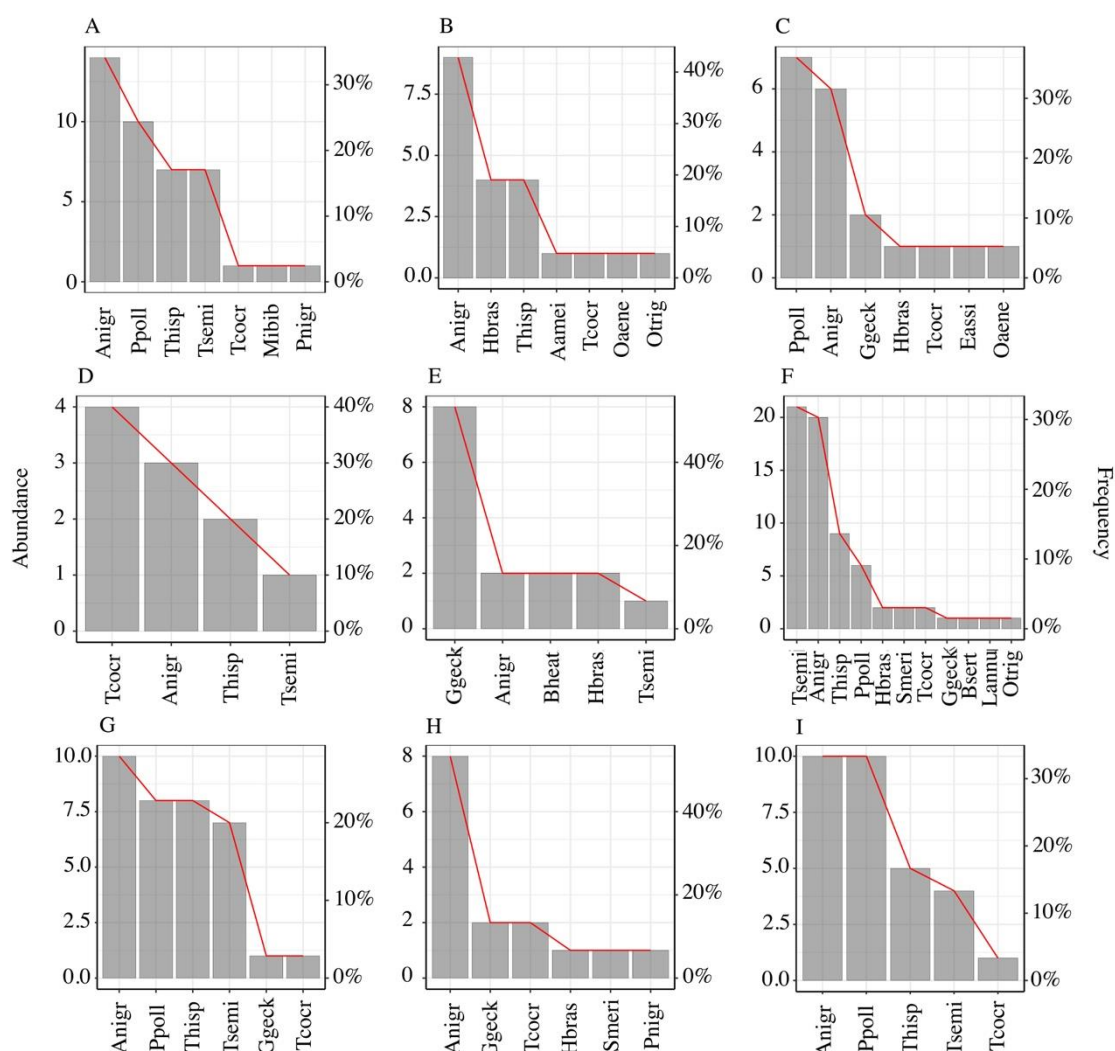 A
B
C
10
5
0
30%
20%
10%
0%
Anigr
Ppoll
Thisp
Tsemi
Tcocr
Mibib
Pnigr
7.5
5.0
2.5
0.0
40%
30%
20%
10%
0%
Anigr
Hbras
Thisp
Aamei
Tcocr
Oaene
Otrig
6
4
2
0
30%
20%
10%
0%
Ppoll
Anigr
Ggeck
Hbras
Tcocr
Eassi
Oaene
D
E
F
Abundance
4
3
2
1
0
40%
30%
20%
10%
0%
Tcocr
Anigr
Thisp
Tsemi
8
6
4
2
0
40%
20%
0%
Ggeck
Anigr
Bheat
Hbras
Tsemi
20
15
10
5
0
30%
20%
10%
0%
Frequency
Tsemi
Anigr
Thisp
Ppoll
Hbras
Smeri
Tcocr
Ggeck
Bsert
Lamu
Otrig
G
H
I
10.0
7.5
5.0
2.5
0.0
20%
10%
0%
Anigr
Ppoll
Thisp
Tsemi
Ggeck
Tcocr
8
6
4
2
0
40%
20%
0%
Anigr
Ggeck
Tcocr
Hbras
Smeri
Pnigr
10.0
7.5
5.0
2.5
0.0
30%
20%
10%
0%
Anigr
Ppoll
Thisp
Tsemi
Tcocr